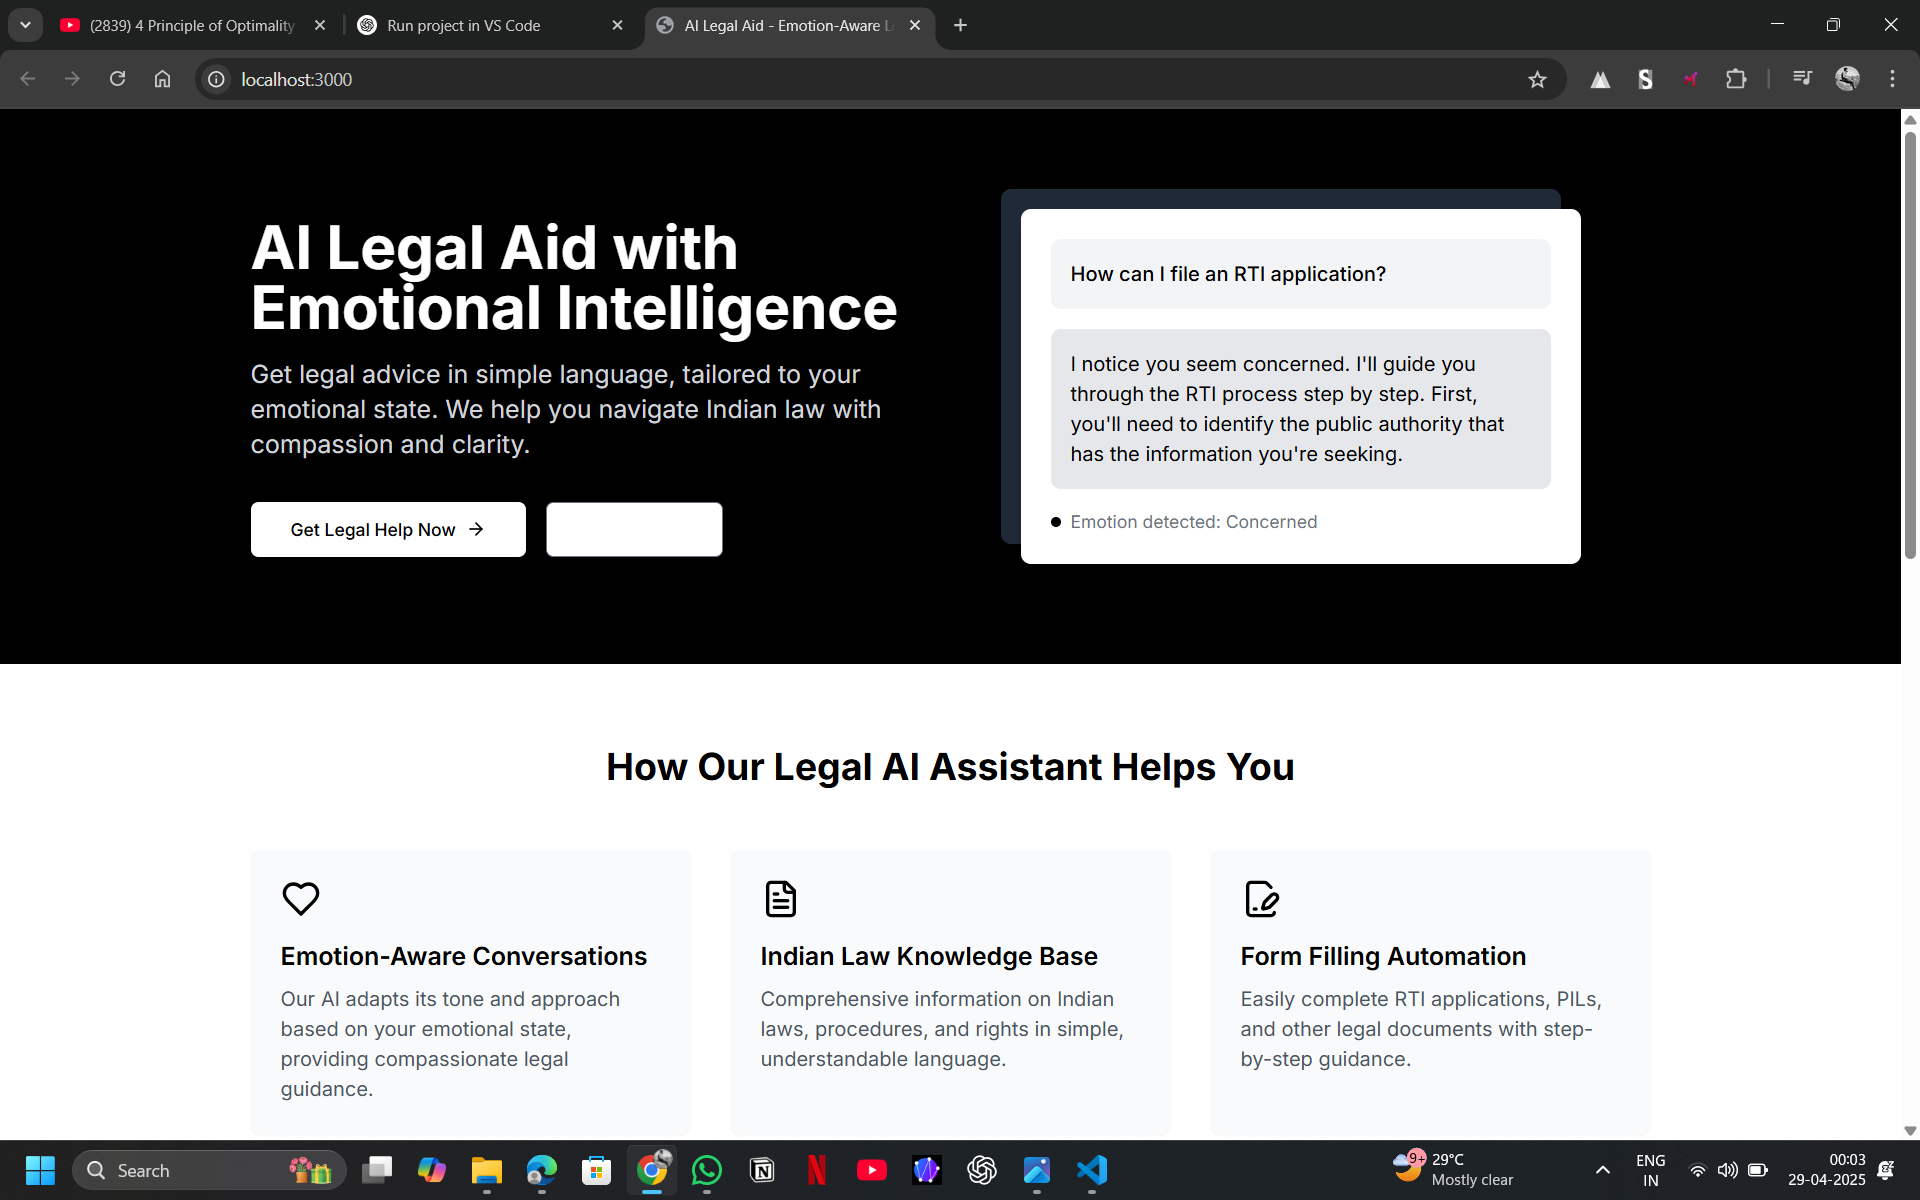 (2839) 4 Principle of Optimality
Run project in VS Code
AI Legal Aid - Emotion-Aware L
localhost:3000
AI Legal Aid with
Emotional Intelligence
Get legal advice in simple language, tailored to your
emotional state. We help you navigate Indian law with
compassion and clarity.
Get Legal Help Now
How can I file an RTI application?
I notice you seem concerned. I'll guide you
through the RTI process step by step. First,
you'll need to identify the public authority that
has the information you're seeking.
Emotion detected: Concerned
How Our Legal AI Assistant Helps You
Emotion-Aware Conversations
Our AI adapts its tone and approach
based on your emotional state,
providing compassionate legal
guidance.
Indian Law Knowledge Base
Comprehensive information on Indian
laws, procedures, and rights in simple,
understandable language.
Form Filling Automation
Easily complete RTI applications, PILs,
and other legal documents with step-
by-step guidance.
Search
9+
29°C
Mostly clear
ENG
IN
00:03
29-04-2025